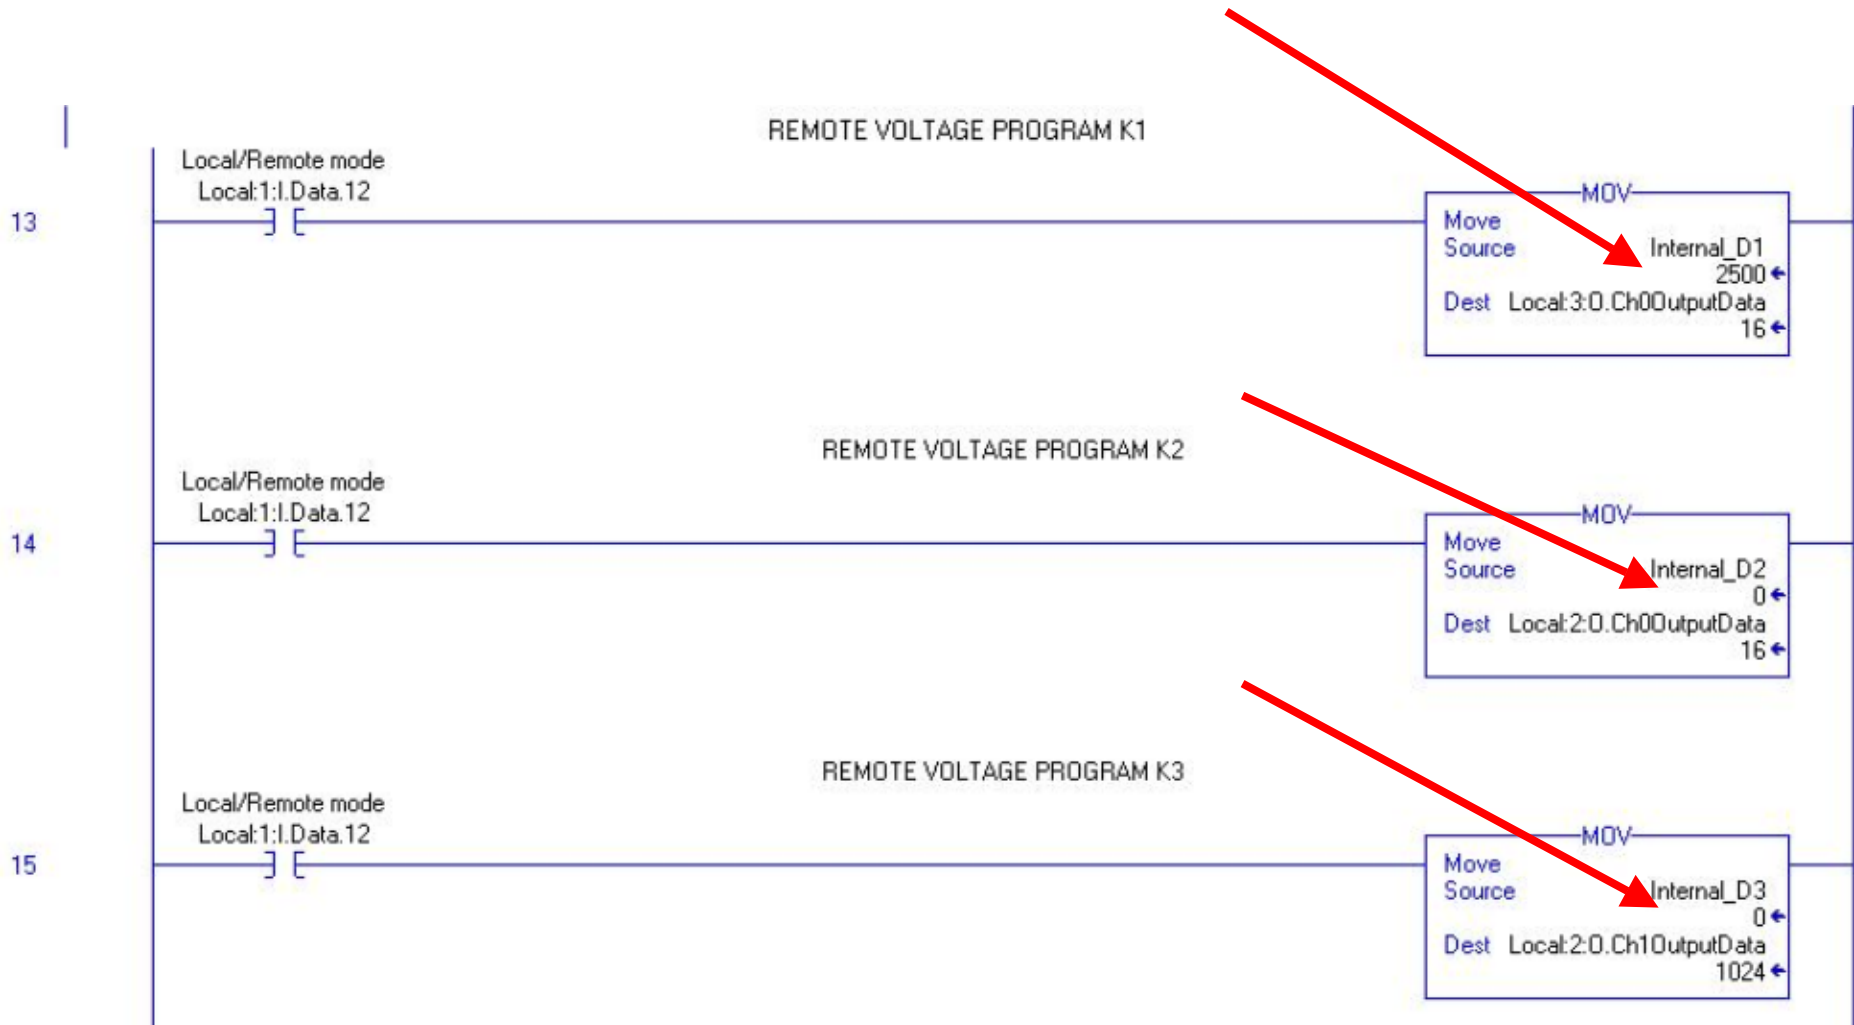 REMOTE VOLTAGE PROGRAM K1
Local/Remote mode
Local:1:I.Data.12
13
MOV
Move
Source Internal_D1
2500
Dest Local:3:O.Ch0OutputData
16
REMOTE VOLTAGE PROGRAM K2
Local/Remote mode
Local:1:I.Data.12
14
MOV
Move
Source Internal_D2
0
Dest Local:2:O.Ch0OutputData
16
REMOTE VOLTAGE PROGRAM K3
Local/Remote mode
Local:1:I.Data.12
15
MOV
Move
Source Internal_D3
0
Dest Local:2:O.Ch1OutputData
1024